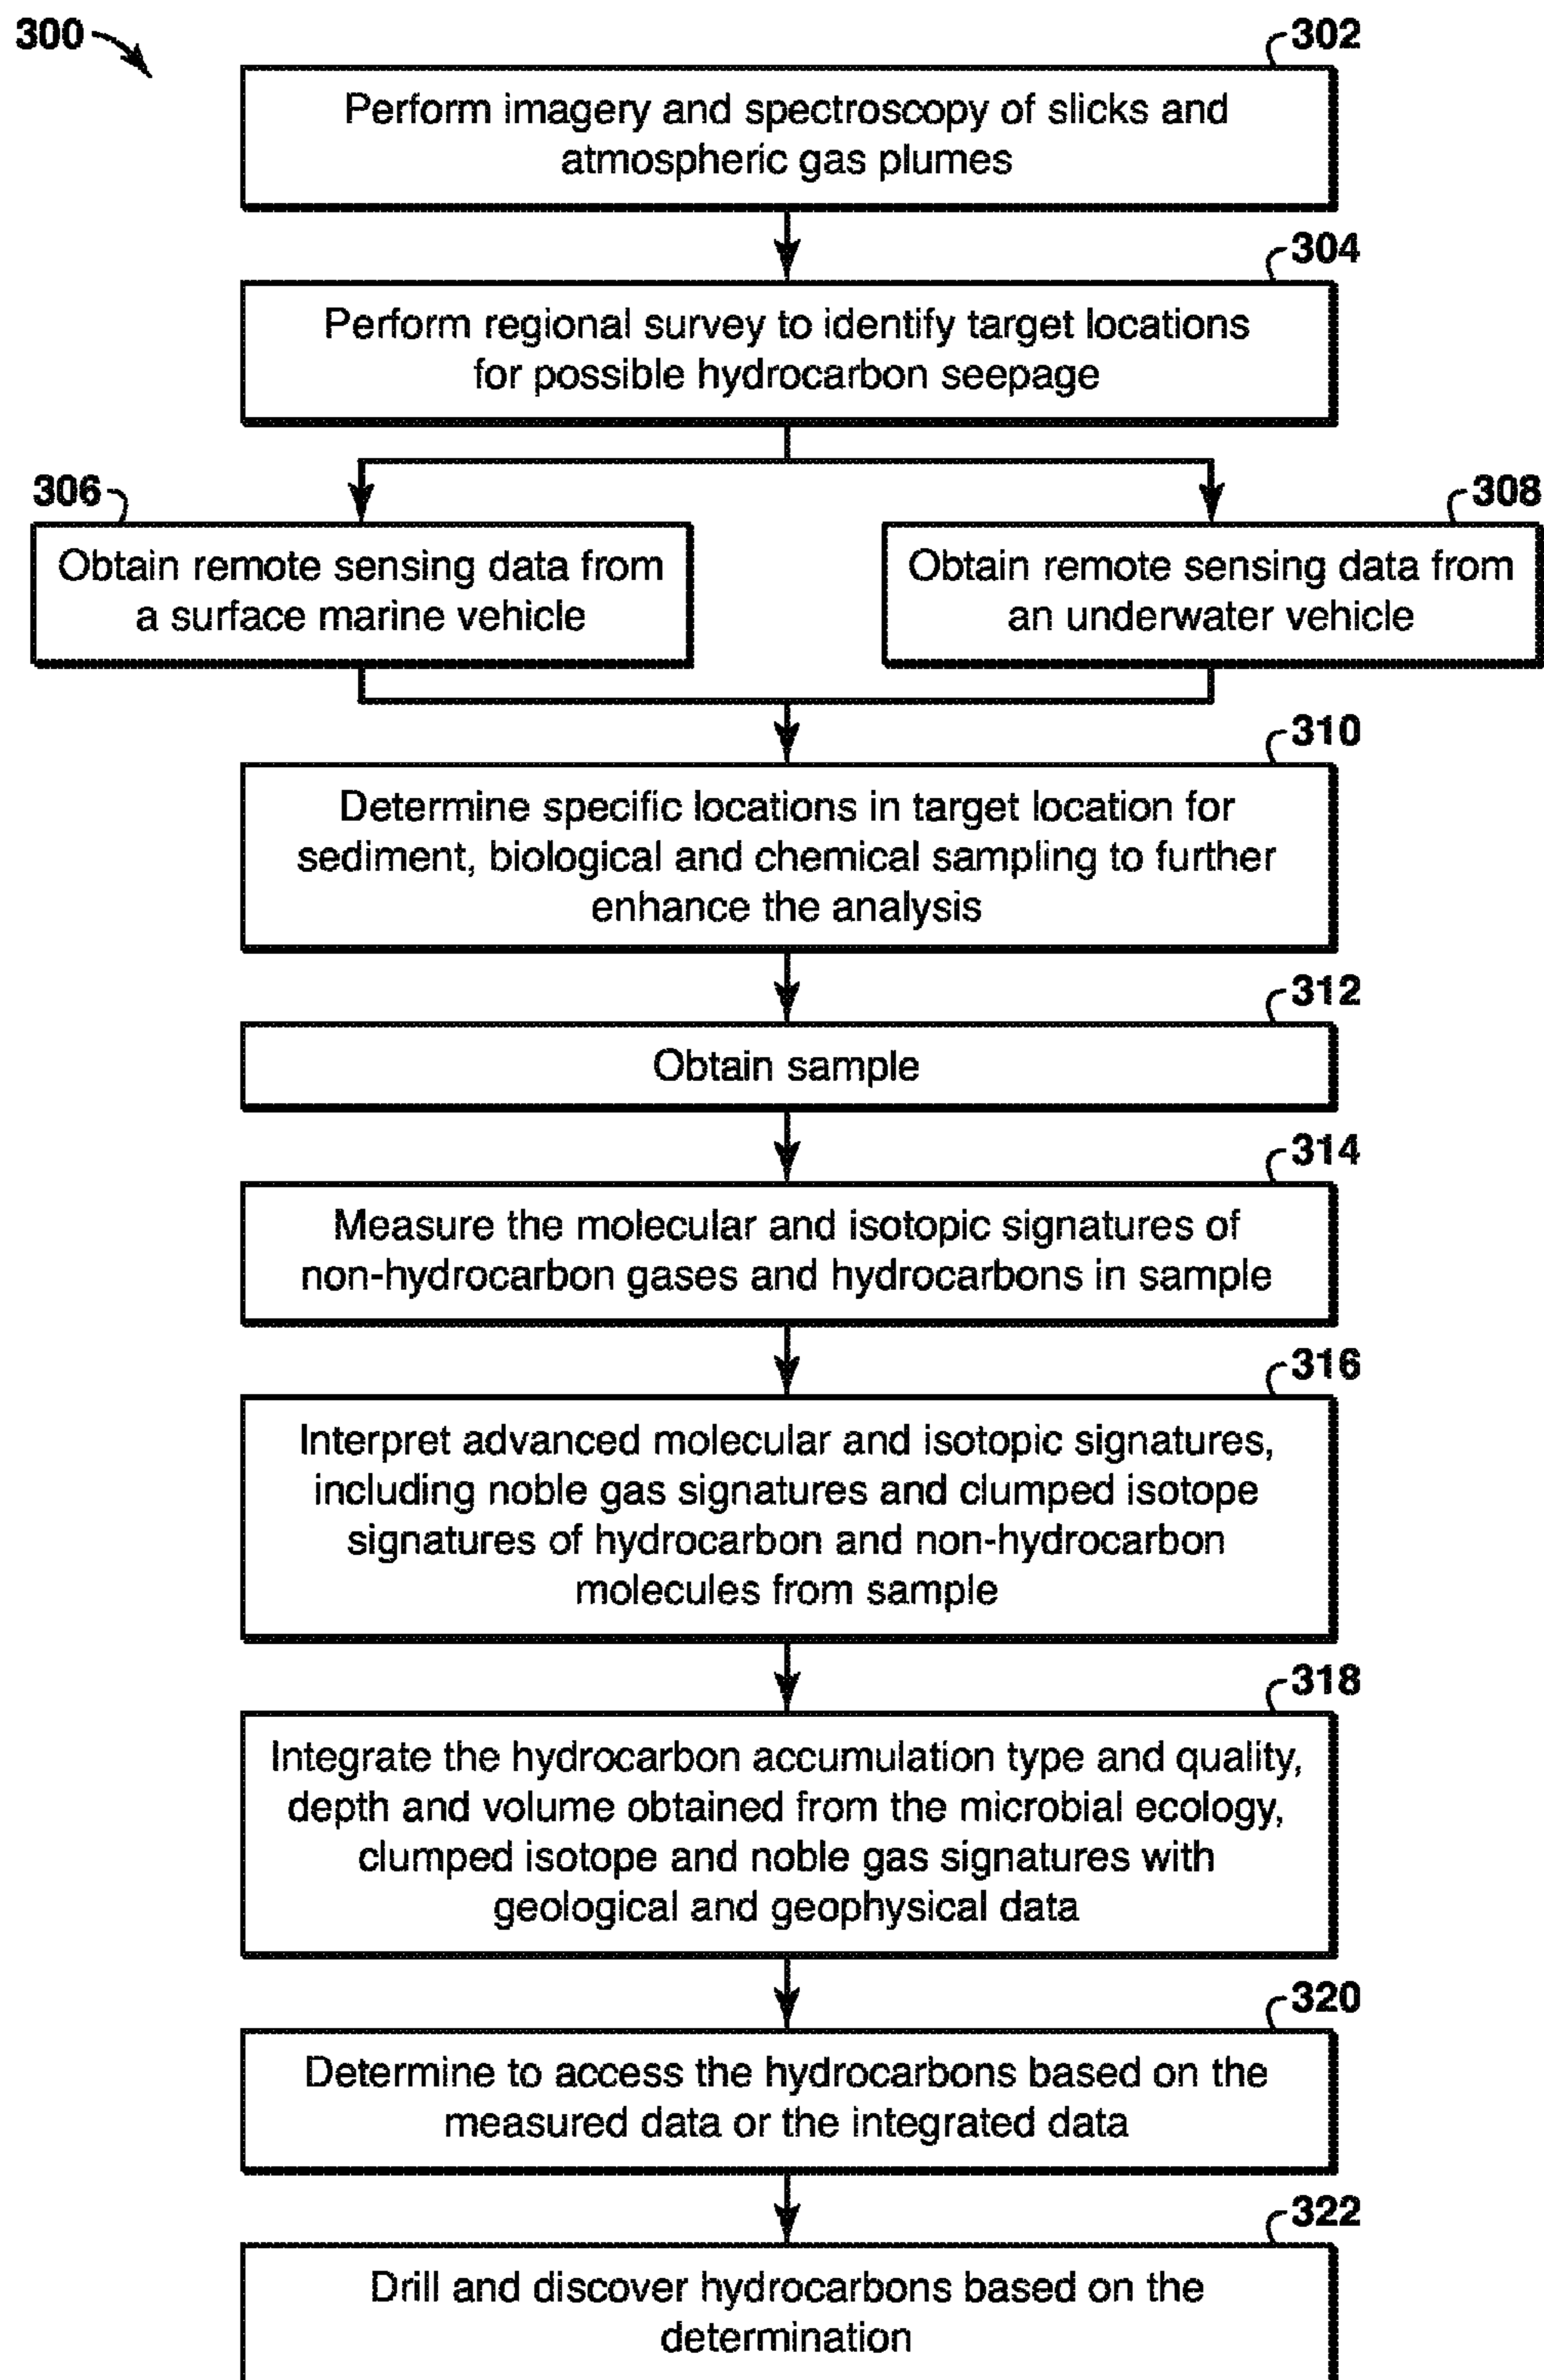 300
302
Perform imagery and spectroscopy of slicks and
atmospheric gas plumes
304
Perform regional survey to identify target locations
for possible hydrocarbon seepage
306
Obtain remote sensing data from
a surface marine vehicle
308
Obtain remote sensing data from
an underwater vehicle
310
Determine specific locations in target location for
sediment, biological and chemical sampling to further
enhance the analysis
312
Obtain sample
314
Measure the molecular and isotopic signatures of
non-hydrocarbon gases and hydrocarbons in sample
316
Interpret advanced molecular and isotopic signatures,
including noble gas signatures and clumped isotope
signatures of hydrocarbon and non-hydrocarbon
molecules from sample
318
Integrate the hydrocarbon accumulation type and quality,
depth and volume obtained from the microbial ecology,
clumped isotope and noble gas signatures with
geological and geophysical data
320
Determine to access the hydrocarbons based on the
measured data or the integrated data
322
Drill and discover hydrocarbons based on the
determination